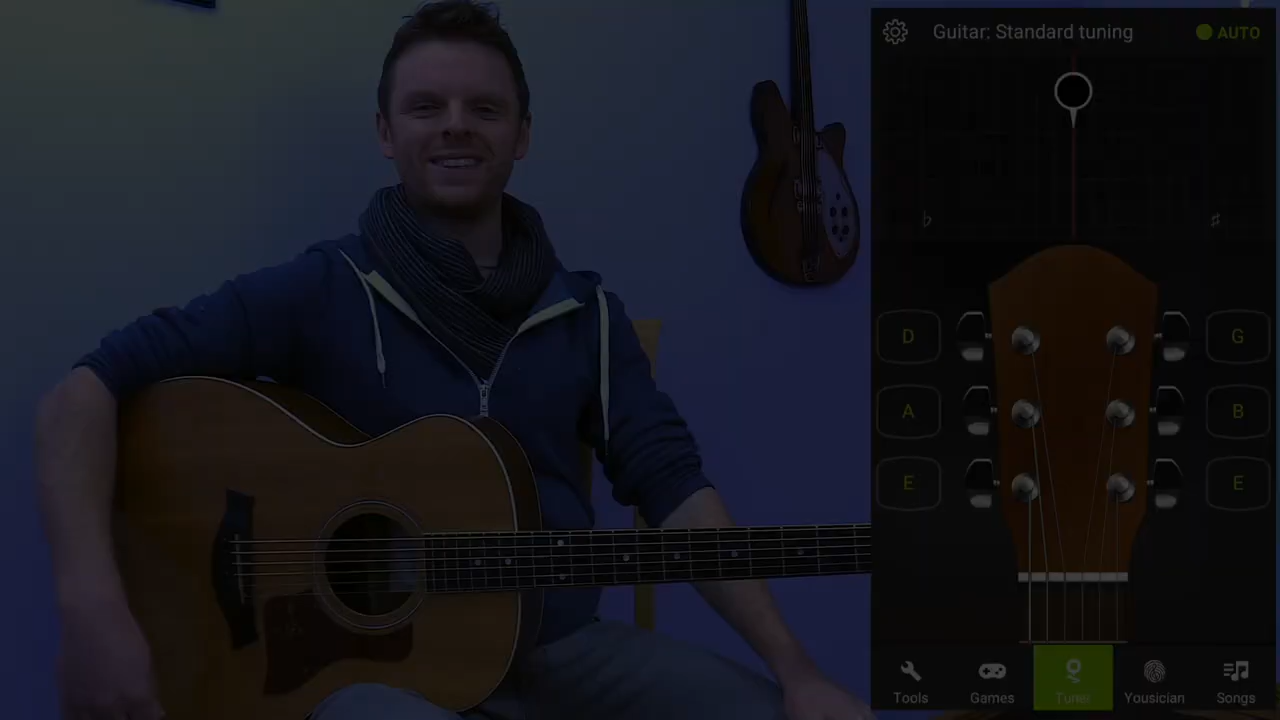 Guitar: Standard tuning
AUTO
♭ ♯
D G
A B
E E
Tools Games Tuner Yousician Songs